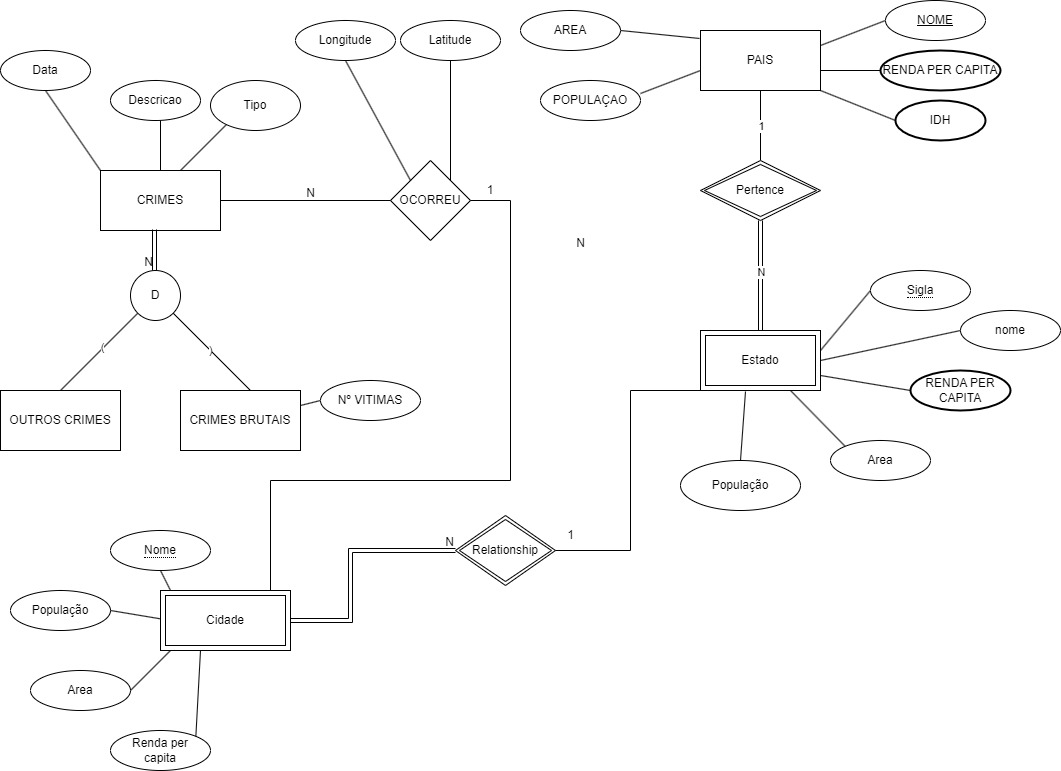 NOME
AREA
Longitude
Latitude
PAIS
Data
RENDA PER CAPITA
Descricao
Tipo
POPULAÇAO
IDH
1
Pertence
CRIMES
N
OCORREU
1
N
N
D
N
Sigla
nome
(
)
Estado
RENDA PER
CAPITA
Nº VITIMAS
OUTROS CRIMES
CRIMES BRUTAIS
Area
População
Nome
N
Relationship
1
População
Cidade
Area
Renda per
capita